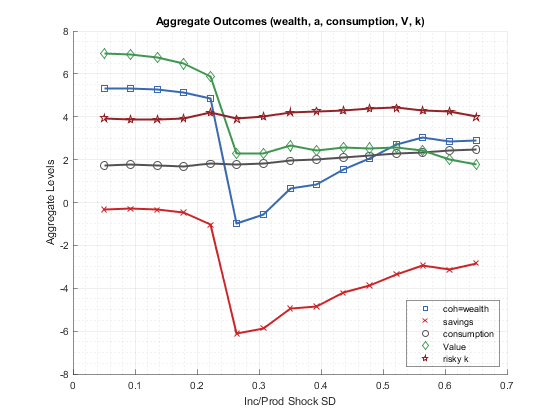 Aggregate Outcomes (wealth, a, consumption, V, k)
8
6
4
2
0
-2
-4
-6
-8
Aggregate Levels
0 0.1 0.2 0.3 0.4 0.5 0.6 0.7
Inc/Prod Shock SD
coh=wealth
savings
consumption
Value
risky k